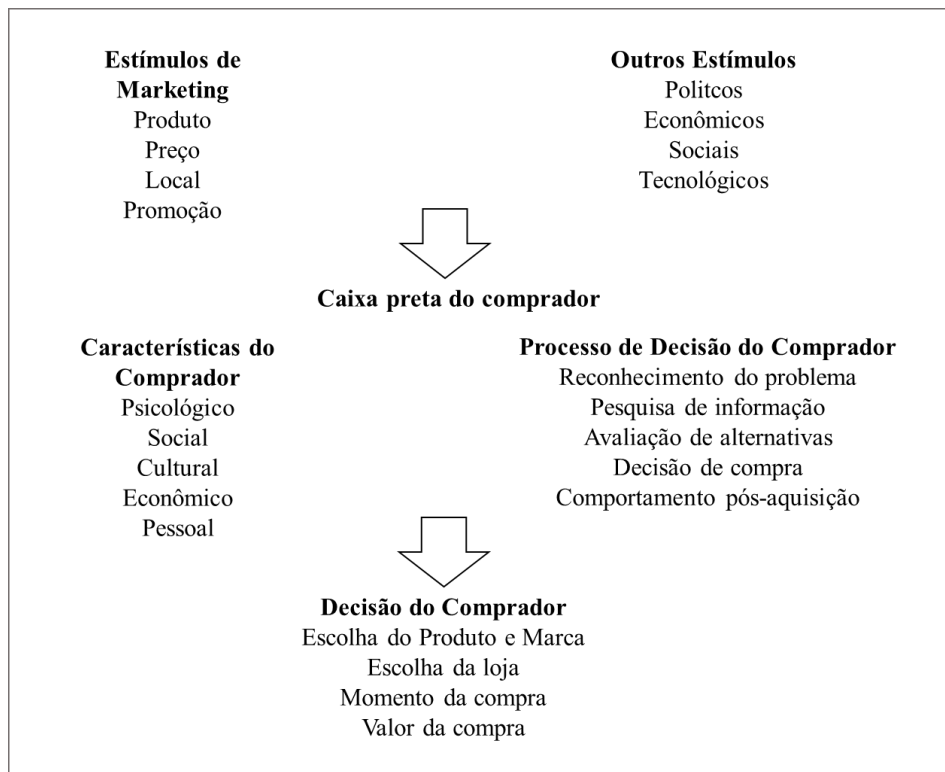 Estímulos de
Marketing
Produto
Preço
Local
Promoção
Outros Estímulos
Politcos
Econômicos
Sociais
Tecnológicos
Caixa preta do comprador
Características do
Comprador
Psicológico
Social
Cultural
Econômico
Pessoal
Processo de Decisão do Comprador
Reconhecimento do problema
Pesquisa de informação
Avaliação de alternativas
Decisão de compra
Comportamento pós-aquisição
Decisão do Comprador
Escolha do Produto e Marca
Escolha da loja
Momento da compra
Valor da compra